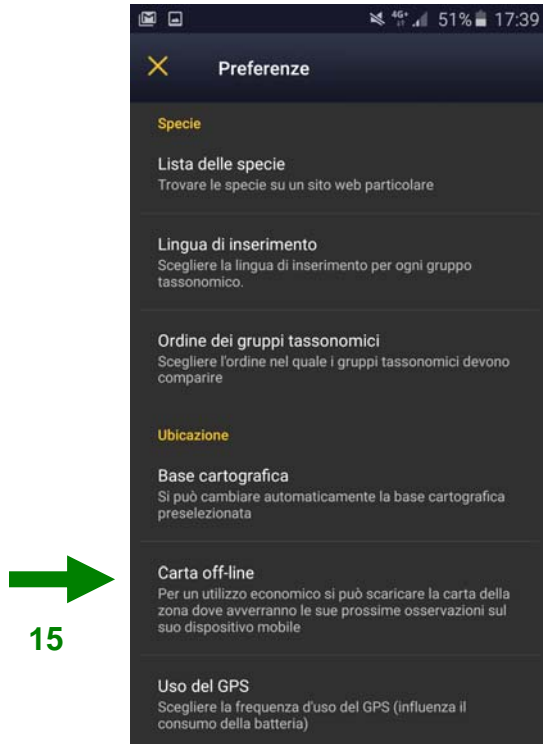 4G+ 51% 17:39
Preferenze
Specie
Lista delle specie
Trovare le specie su un sito web particolare
Lingua di inserimento
Scegliere la lingua di inserimento per ogni gruppo
tassonomico.
Ordine dei gruppi tassonomici
Scegliere l'ordine nel quale i gruppi tassonomici devono
comparire
Ubicazione
Base cartografica
Si può cambiare automaticamente la base cartografica
preselezionata
Carta off-line
Per un utilizzo economico si può scaricare la carta della
zona dove avverranno le sue prossime osservazioni sul
suo dispositivo mobile
15
Uso del GPS
Scegliere la frequenza d'uso del GPS (influenza il
consumo della batteria)